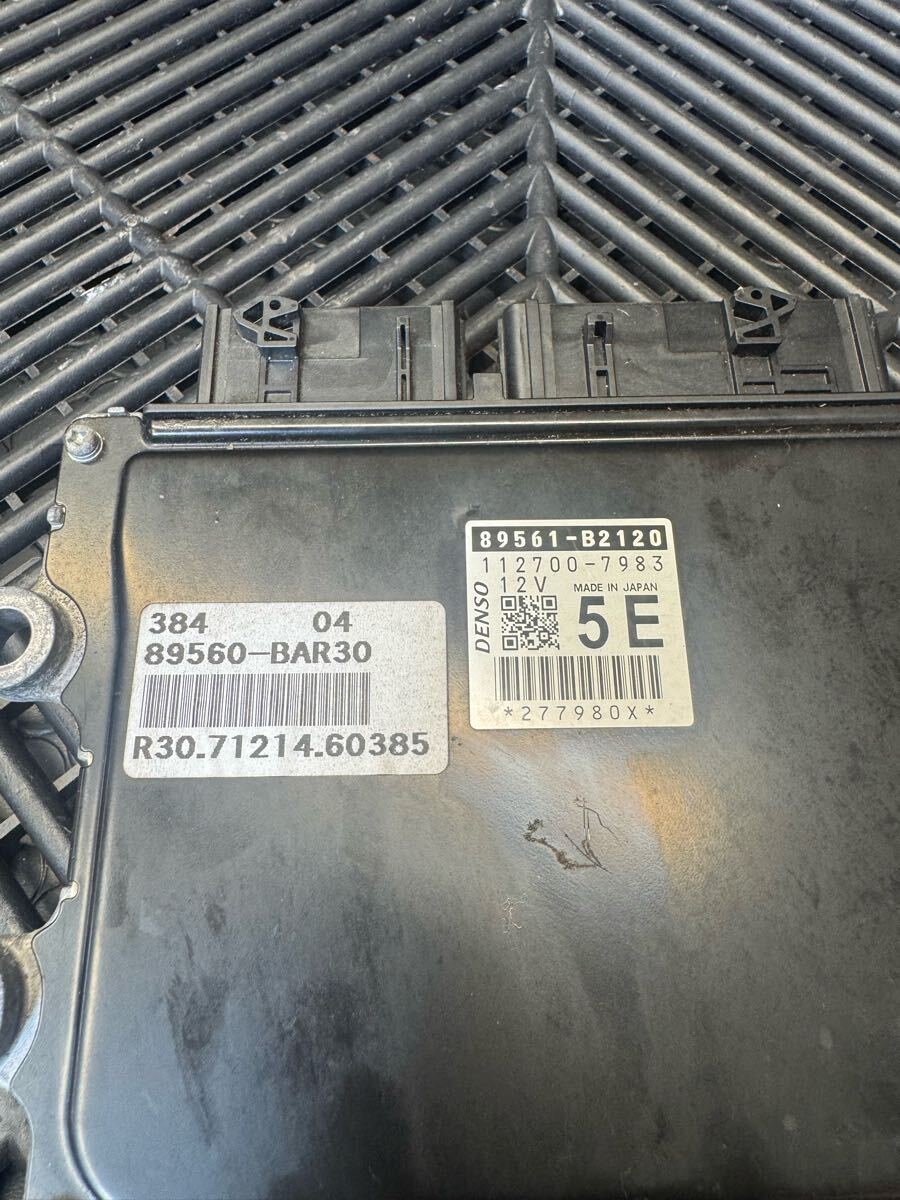 89561-B2120
112700-7983
12V MADE IN JAPAN
DENSO
5E
*277980X*
384 04
89560-BAR30
R30.71214.60385